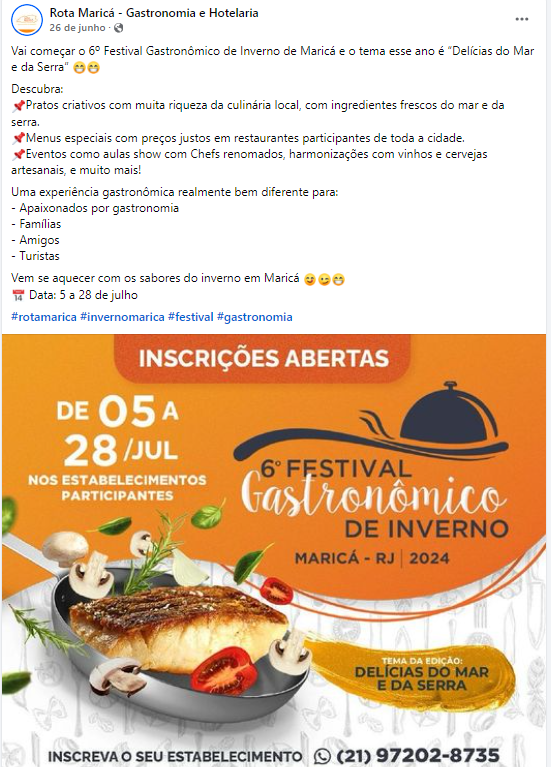 Rota Maricá - Gastronomia e Hotelaria
26 de junho ·
Vai começar o 6º Festival Gastronômico de Inverno de Maricá e o tema esse ano é “Delícias do Mar
e da Serra” 😁😁
Descubra:
📌Pratos criativos com muita riqueza da culinária local, com ingredientes frescos do mar e da
serra.
📌Menus especiais com preços justos em restaurantes participantes de toda a cidade.
📌Eventos como aulas show com Chefs renomados, harmonizações com vinhos e cervejas
artesanais, e muito mais!
Uma experiência gastronômica realmente bem diferente para:
- Apaixonados por gastronomia
- Famílias
- Amigos
- Turistas
Vem se aquecer com os sabores do inverno em Maricá 😋😉😁
📅 Data: 5 a 28 de julho
#rotamarica #invernomarica #festival #gastronomia
INSCRIÇÕES ABERTAS
DE 05 A
28/JUL
NOS ESTABELECIMENTOS
PARTICIPANTES
6º FESTIVAL
Gastronômico
DE INVERNO
MARICÁ - RJ | 2024
TEMA DA EDIÇÃO:
DELÍCIAS DO MAR
E DA SERRA
INSCREVA O SEU ESTABELECIMENTO (21) 97202-8735